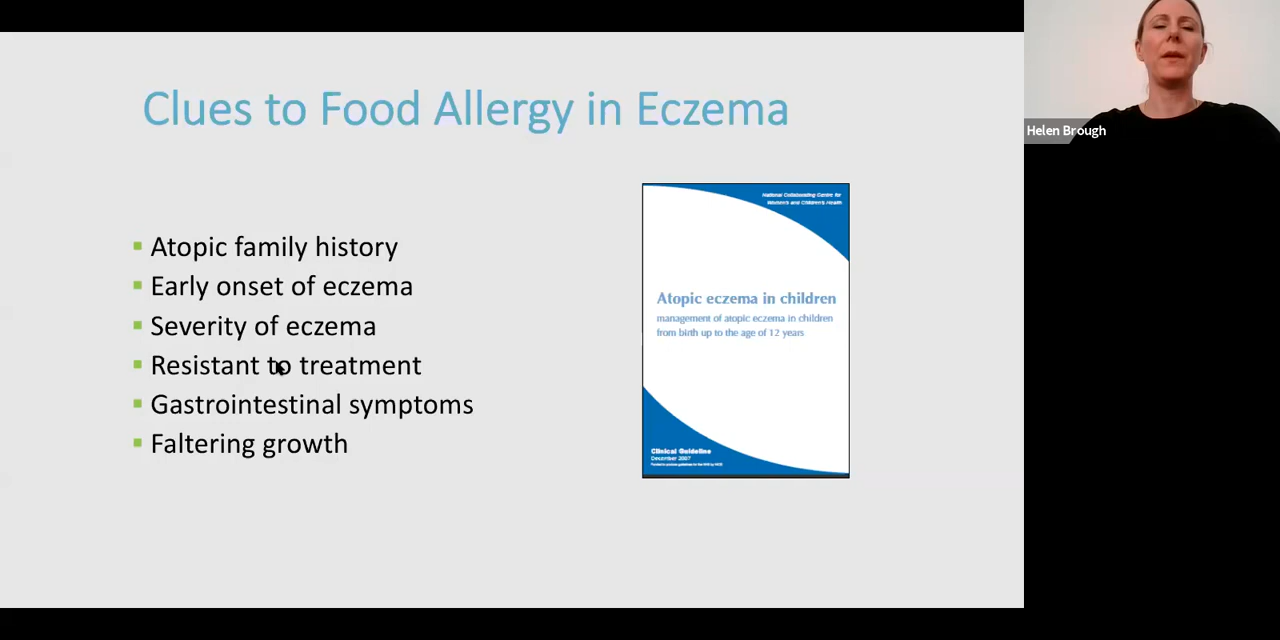 Clues to Food Allergy in Eczema
Atopic family history
Early onset of eczema
Severity of eczema
Resistant to treatment
Gastrointestinal symptoms
Faltering growth
National Collaborating Centre for
Women's and Children's Health
Atopic eczema in children
management of atopic eczema in children
from birth up to the age of 12 years
Clinical Guideline
December 2007
Helen Brough